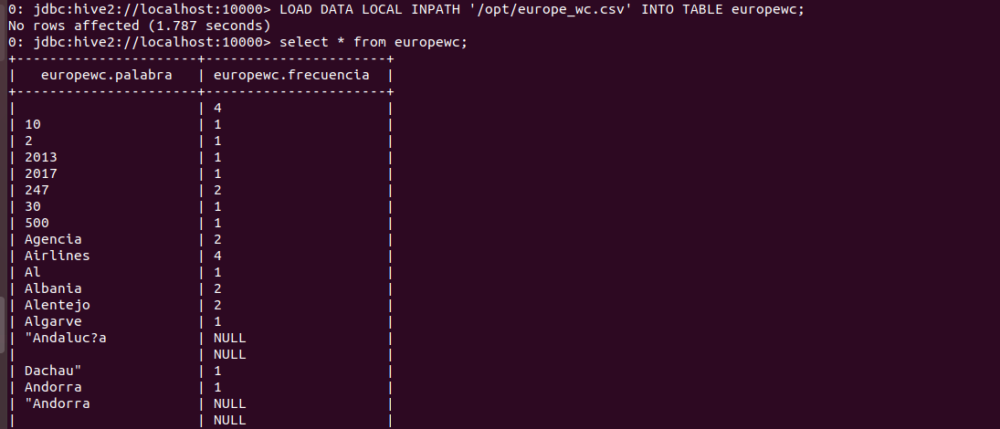 0: jdbc:hive2://localhost:10000> LOAD DATA LOCAL INPATH '/opt/europe_wc.csv' INTO TABLE europewc;
No rows affected (1.787 seconds)
0: jdbc:hive2://localhost:10000> select * from europewc;
+----------------------+----------------------+
|   europewc.palabra   | europewc.frecuencia  |
+----------------------+----------------------+
|                      | 4                    |
| 10                   | 1                    |
| 2                    | 1                    |
| 2013                 | 1                    |
| 2017                 | 1                    |
| 247                  | 2                    |
| 30                   | 1                    |
| 500                  | 1                    |
| Agencia              | 2                    |
| Airlines             | 4                    |
| Al                   | 1                    |
| Albania              | 2                    |
| Alentejo             | 2                    |
| Algarve              | 1                    |
| "Andaluc?a           | NULL                 |
|                      | NULL                 |
| Dachau"              | 1                    |
| Andorra              | 1                    |
| "Andorra             | NULL                 |
|                      | NULL                 |